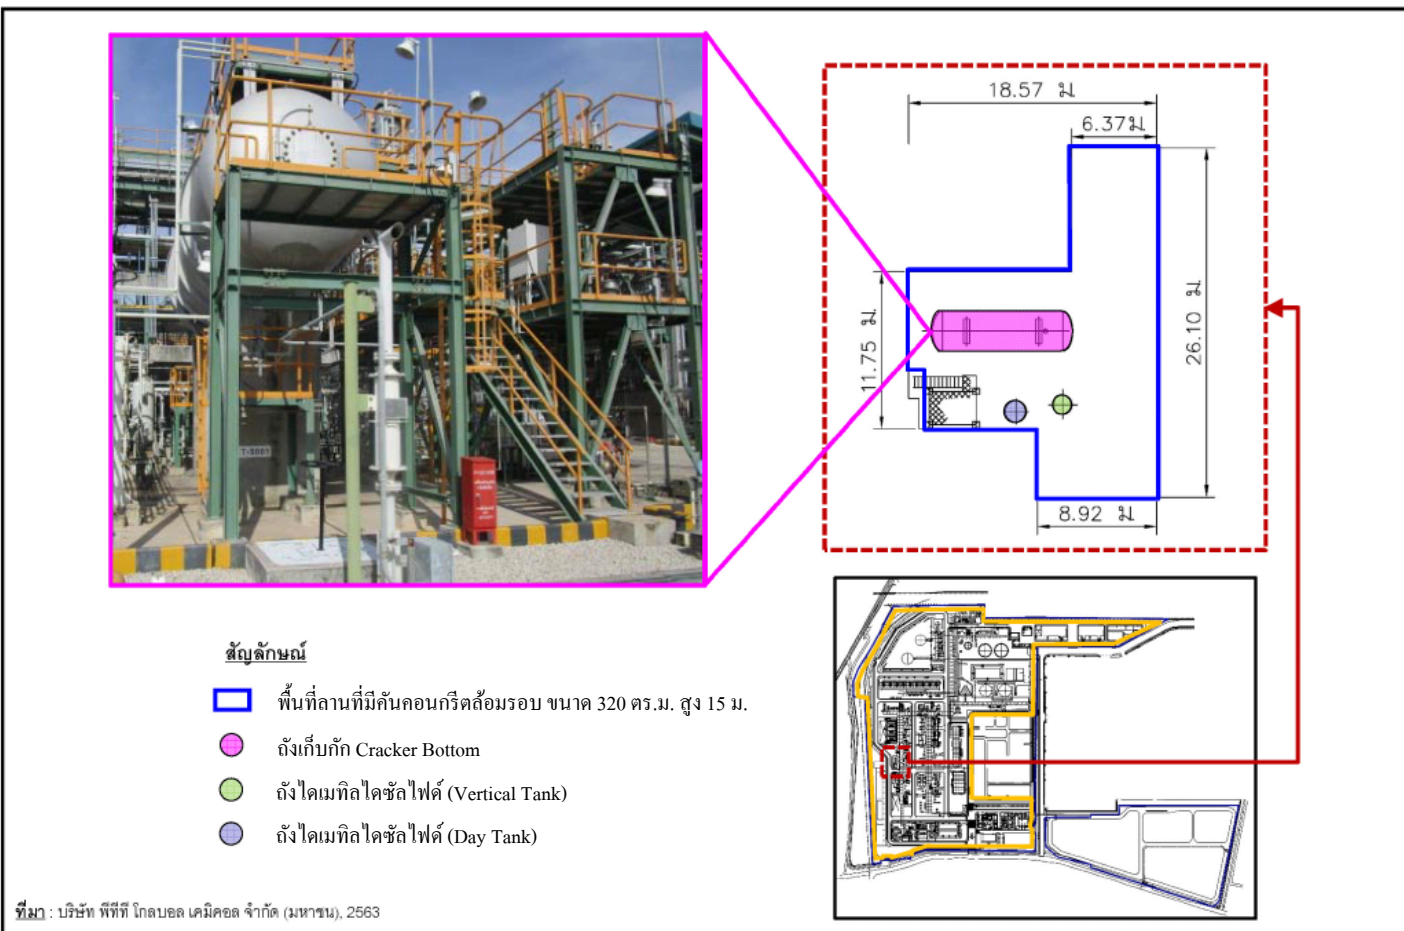 18.57 ม.
6.37ม.
11.75 ม.
26.10 ม.
8.92 ม.
T-5001
สัญลักษณ์
พื้นที่ลานที่มีคันคอนกรีตล้อมรอบ ขนาด 320 ตร.ม. สูง 15 ม.
ถังเก็บกัก Cracker Bottom
ถังไดเมทิลไดซัลไฟด์ (Vertical Tank)
ถังไดเมทิลไดซัลไฟด์ (Day Tank)
ที่มา : บริษัท พีทีที โกลบอล เคมิคอล จำกัด (มหาชน), 2563